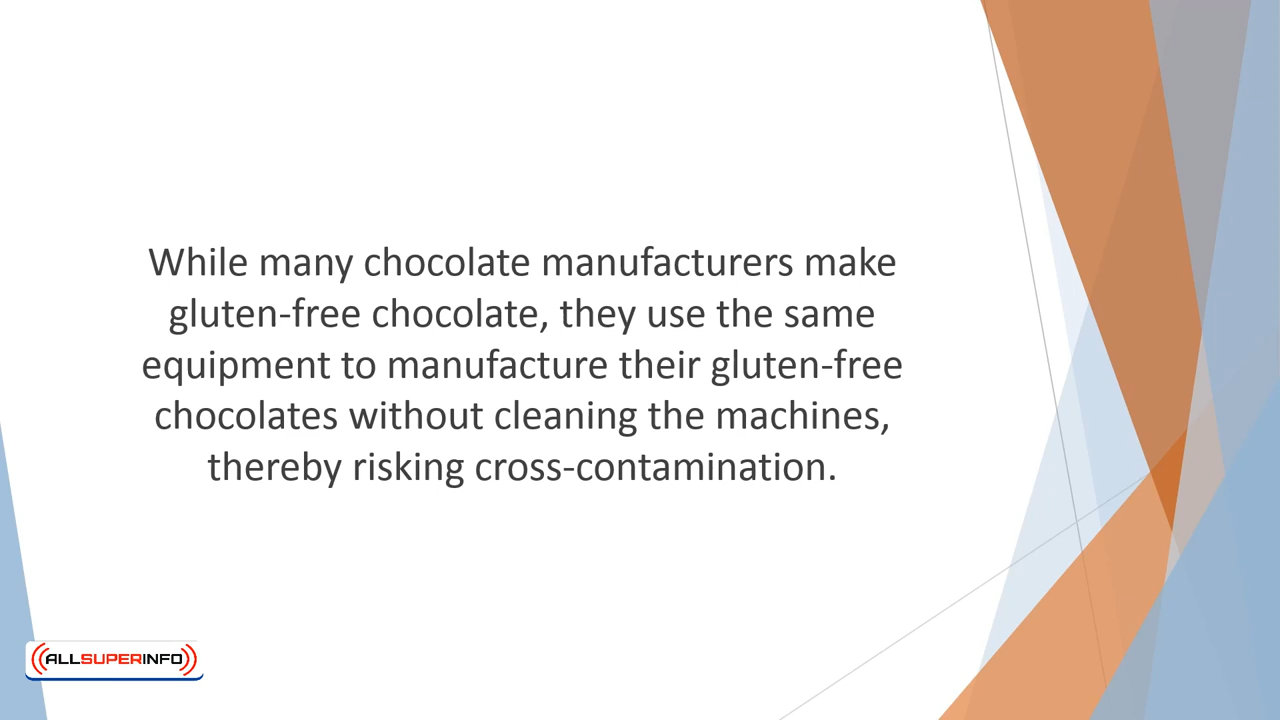 While many chocolate manufacturers make
gluten-free chocolate, they use the same
equipment to manufacture their gluten-free
chocolates without cleaning the machines,
thereby risking cross-contamination.
ALLSUPERINFO